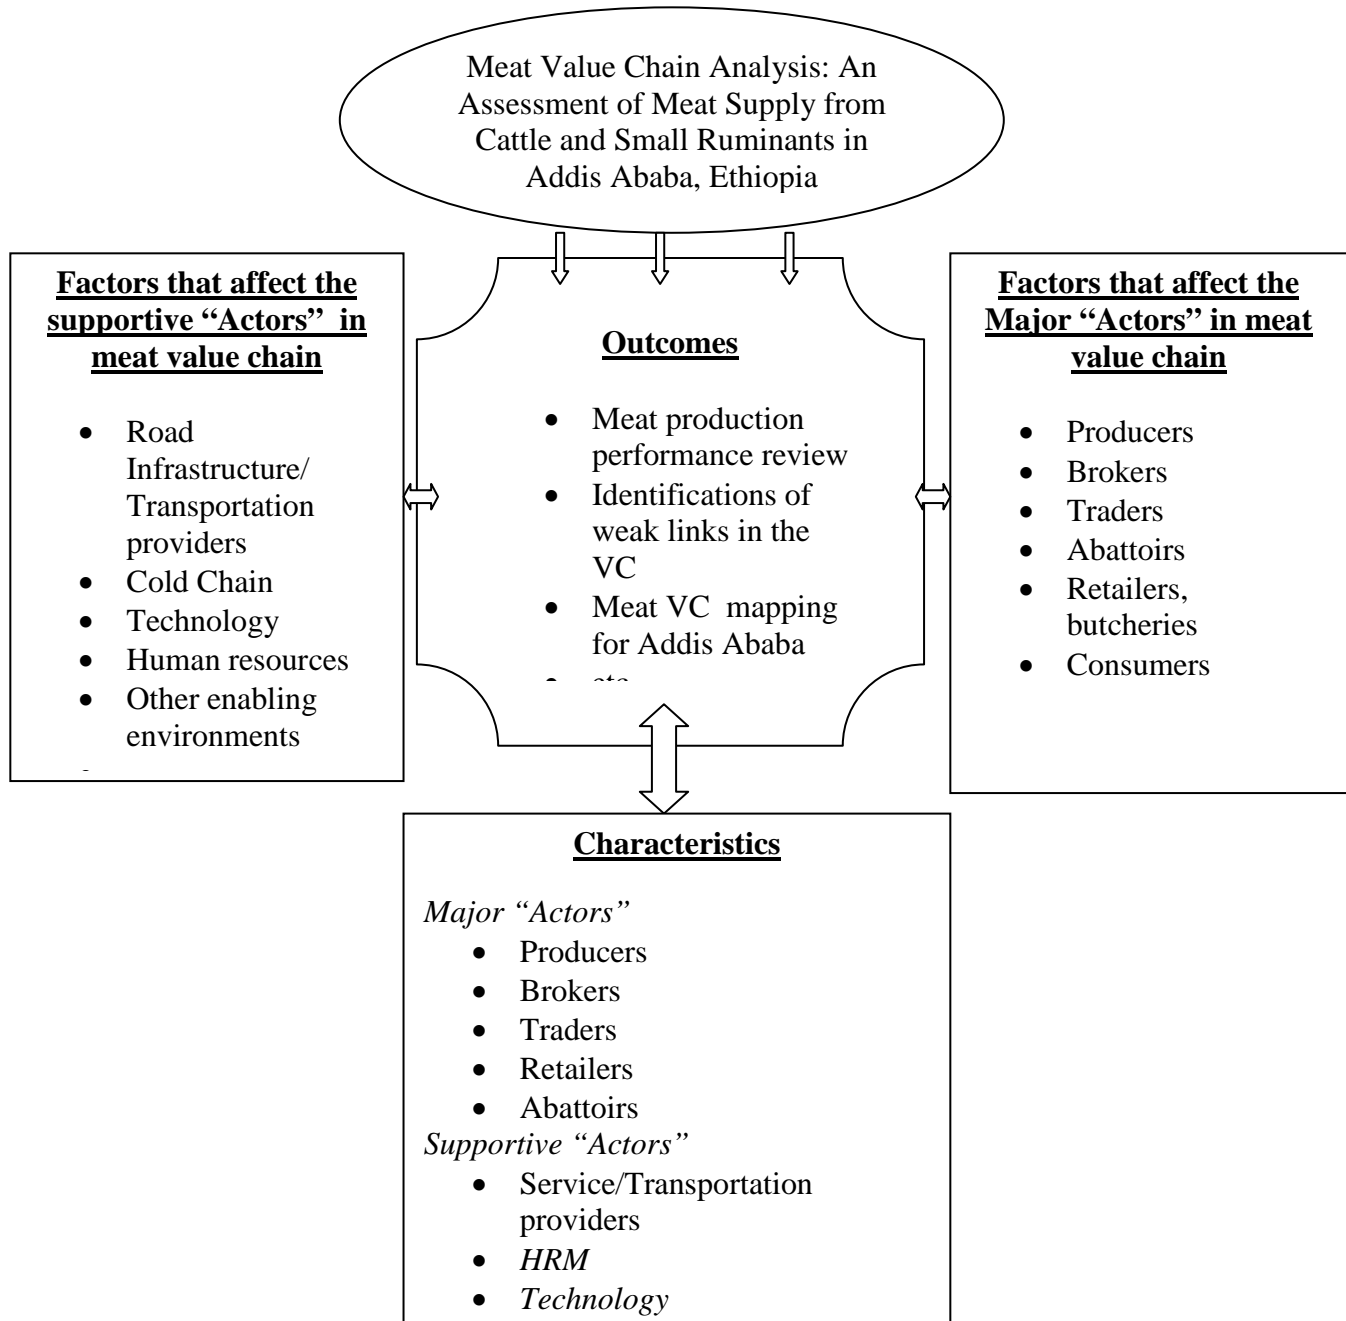 Meat Value Chain Analysis: An
Assessment of Meat Supply from
Cattle and Small Ruminants in
Addis Ababa, Ethiopia
Factors that affect the
supportive “Actors” in
meat value chain
• Road
Infrastructure/
Transportation
providers
• Cold Chain
• Technology
• Human resources
• Other enabling
environments
Outcomes
• Meat production
performance review
• Identifications of
weak links in the
VC
• Meat VC mapping
for Addis Ababa
Factors that affect the
Major “Actors” in meat
value chain
• Producers
• Brokers
• Traders
• Abattoirs
• Retailers,
butcheries
• Consumers
Characteristics
Major “Actors”
• Producers
• Brokers
• Traders
• Retailers
• Abattoirs
Supportive “Actors”
• Service/Transportation
providers
• HRM
• Technology